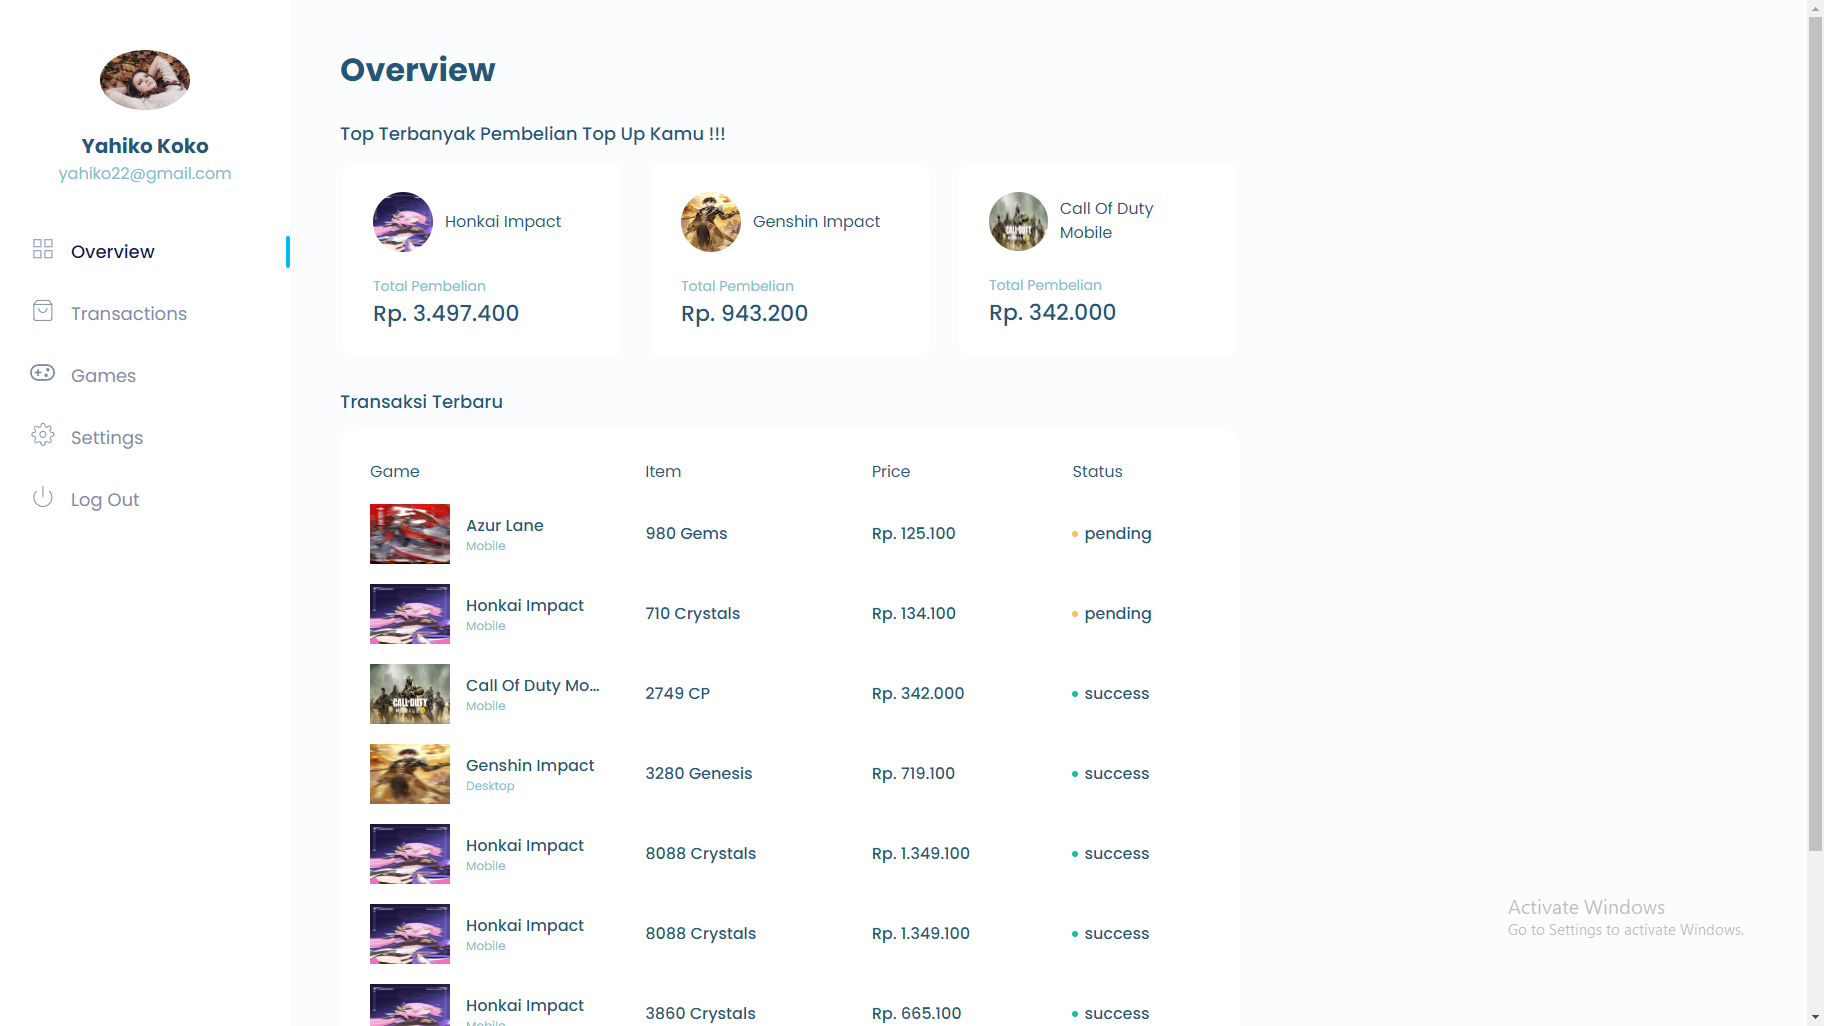 Yahiko Koko
yahiko22@gmail.com
Overview
Transactions
Games
Settings
Log Out
Overview
Top Terbanyak Pembelian Top Up Kamu !!!
Honkai Impact
Total Pembelian
Rp. 3.497.400
Genshin Impact
Total Pembelian
Rp. 943.200
Call Of Duty
Mobile
Total Pembelian
Rp. 342.000
Transaksi Terbaru
Game Item Price Status
Azur Lane
Mobile
980 Gems Rp. 125.100 pending
Honkai Impact
Mobile
710 Crystals Rp. 134.100 pending
CALL OF DUTY
MOBILE
Call Of Duty Mo...
Mobile
2749 CP Rp. 342.000 success
Genshin Impact
Desktop
3280 Genesis Rp. 719.100 success
Honkai Impact
Mobile
8088 Crystals Rp. 1.349.100 success
Honkai Impact
Mobile
8088 Crystals Rp. 1.349.100 success
Honkai Impact
Mobile
3860 Crystals Rp. 665.100 success
Activate Windows
Go to Settings to activate Windows.